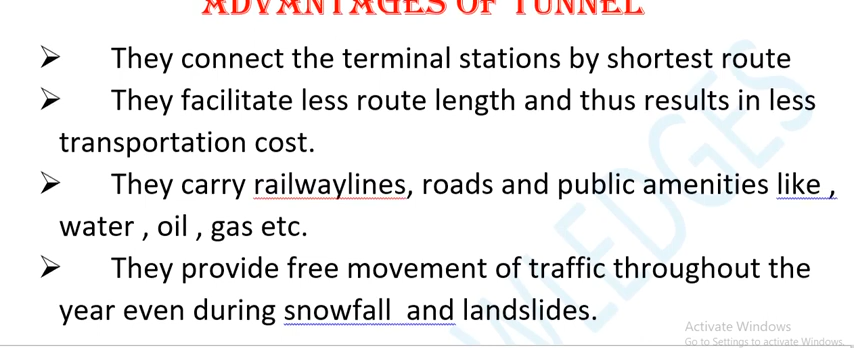 ADVANTAGES OF TUNNEL
➢ They connect the terminal stations by shortest route
➢ They facilitate less route length and thus results in less
transportation cost.
➢ They carry railwaylines, roads and public amenities like ,
water , oil , gas etc.
➢ They provide free movement of traffic throughout the
year even during snowfall  and landslides.
WLEDGES
Activate Windows
Go to Settings to activate Windows.